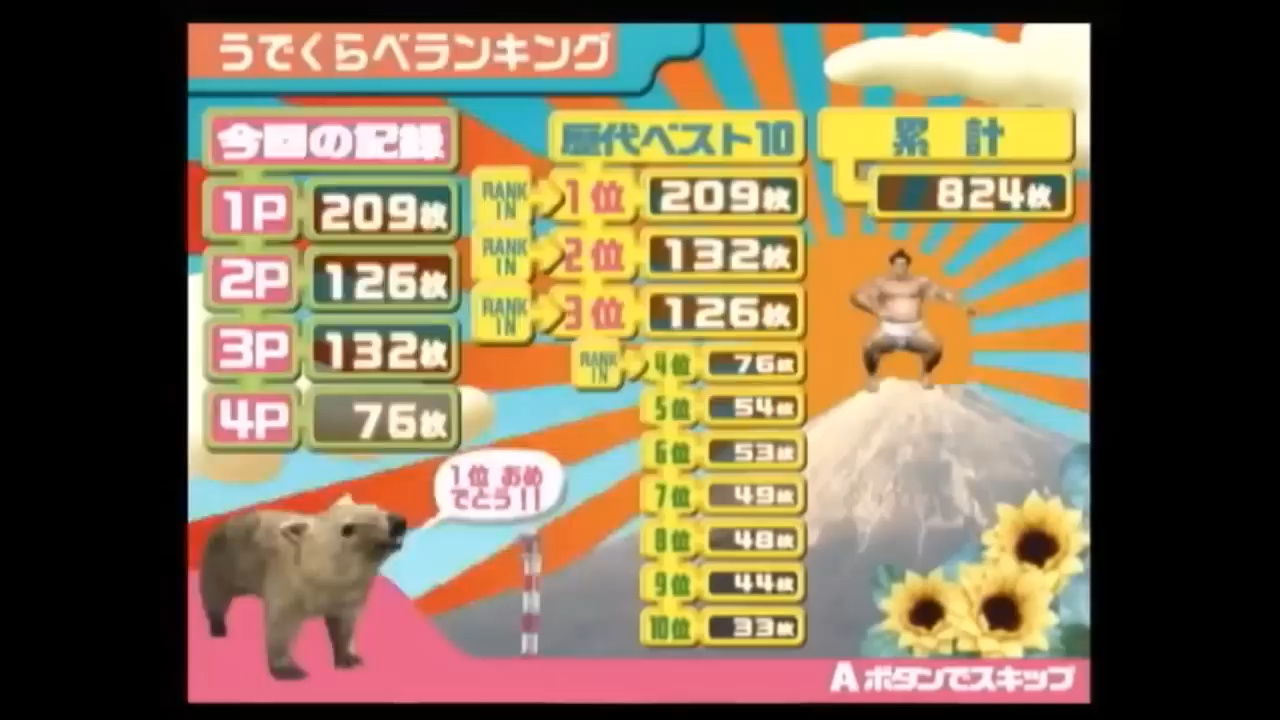 うでくらべランキング
今回の記録
1P 209枚
2P 126枚
3P 132枚
4P 76枚
歴代ベスト10
RANK IN 1位 209枚
RANK IN 2位 132枚
RANK IN 3位 126枚
RANK IN 4位 76枚
5位 54枚
6位 53枚
7位 49枚
8位 48枚
9位 44枚
10位 33枚
累計
824枚
1位 おめ
でとう!!
Aボタンでスキップ